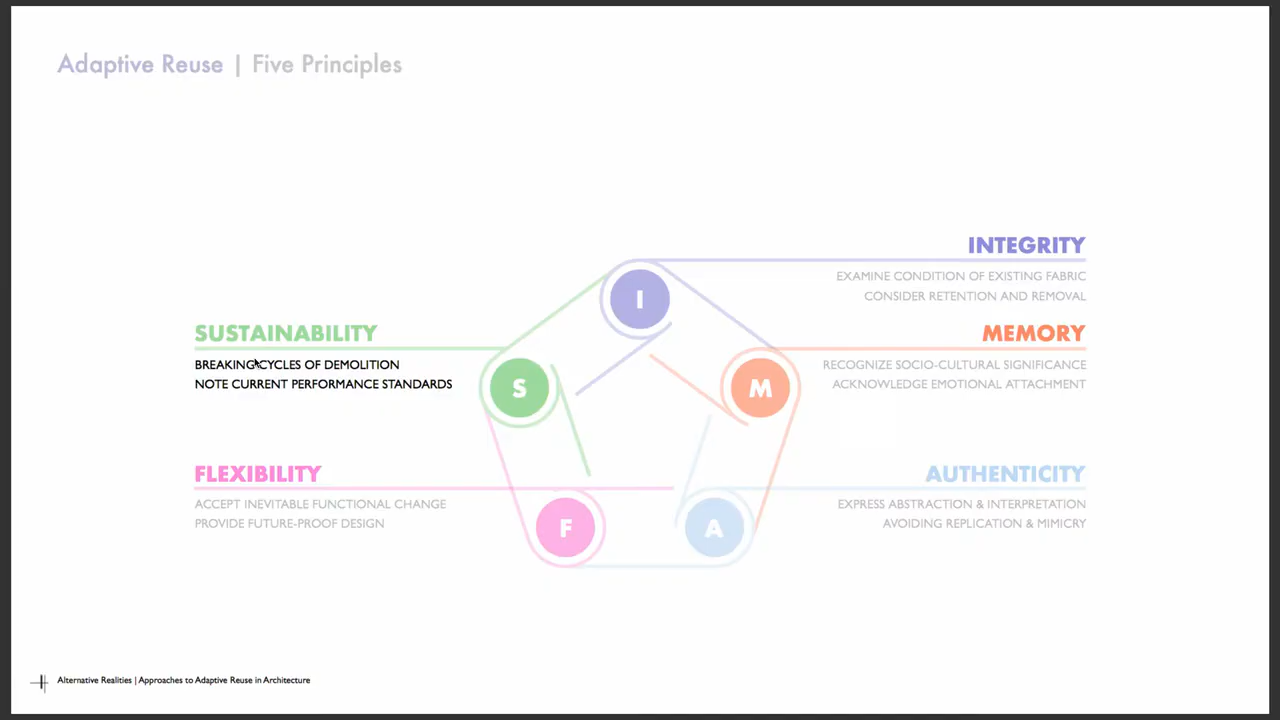 Adaptive Reuse | Five Principles
INTEGRITY
EXAMINE CONDITION OF EXISTING FABRIC
CONSIDER RETENTION AND REMOVAL
I
SUSTAINABILITY
BREAKING CYCLES OF DEMOLITION
NOTE CURRENT PERFORMANCE STANDARDS
S
M
MEMORY
RECOGNIZE SOCIO-CULTURAL SIGNIFICANCE
ACKNOWLEDGE EMOTIONAL ATTACHMENT
FLEXIBILITY
ACCEPT INEVITABLE FUNCTIONAL CHANGE
PROVIDE FUTURE-PROOF DESIGN
F
A
AUTHENTICITY
EXPRESS ABSTRACTION & INTERPRETATION
AVOIDING REPLICATION & MIMICRY
Alternative Realities | Approaches to Adaptive Reuse in Architecture